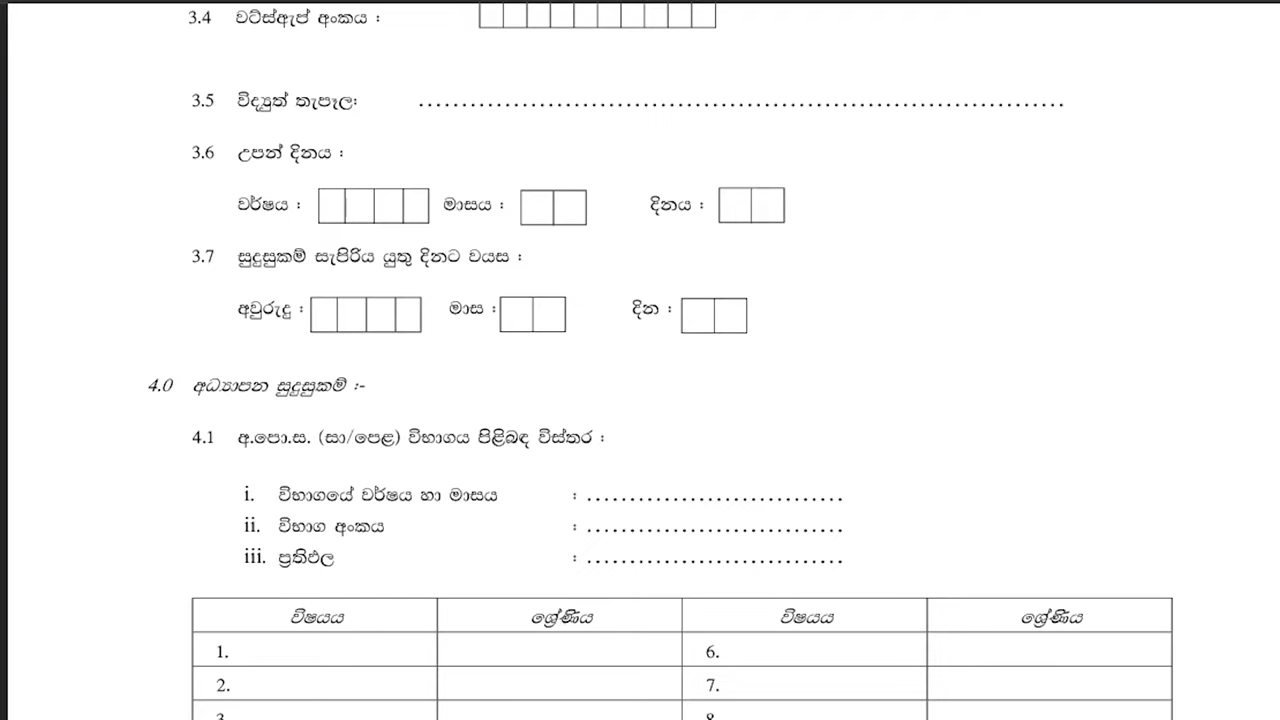 3.4 වට්ස්ඇප් අංකය :
3.5 විද්‍යුත් තැපෑල: ........................................................................
3.6 උපන් දිනය :
වර්ෂය : මාසය : දිනය :
3.7 සුදුසුකම් සැපිරිය යුතු දිනට වයස :
අවුරුදු : මාස : දින :
4.0 අධ්‍යාපන සුදුසුකම් :-
4.1 අ.පො.ස. (සා/පෙළ) විභාගය පිළිබඳ විස්තර :
i. විභාගයේ වර්ෂය හා මාසය : ..............................
ii. විභාග අංකය : ..............................
iii. ප්‍රතිඵල : ..............................
විෂයය ශ්‍රේණිය විෂයය ශ්‍රේණිය
1. 6.
2. 7.
3. 8.